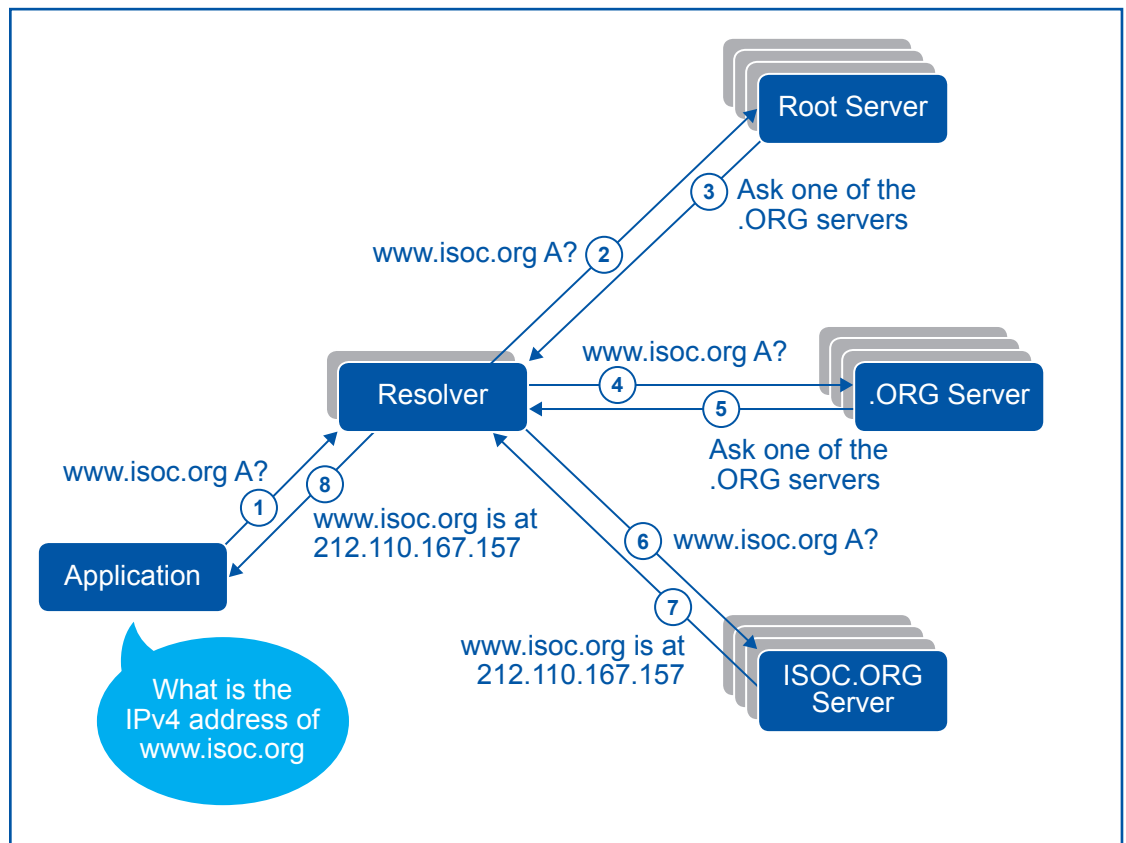 Root Server
3
Ask one of the
.ORG servers
www.isoc.org A?
2
www.isoc.org A?
Resolver
4
.ORG Server
5
Ask one of the
.ORG servers
www.isoc.org A?
8
1
www.isoc.org is at
212.110.167.157
6
www.isoc.org A?
Application
7
www.isoc.org is at
212.110.167.157
ISOC.ORG
Server
What is the
IPv4 address of
www.isoc.org